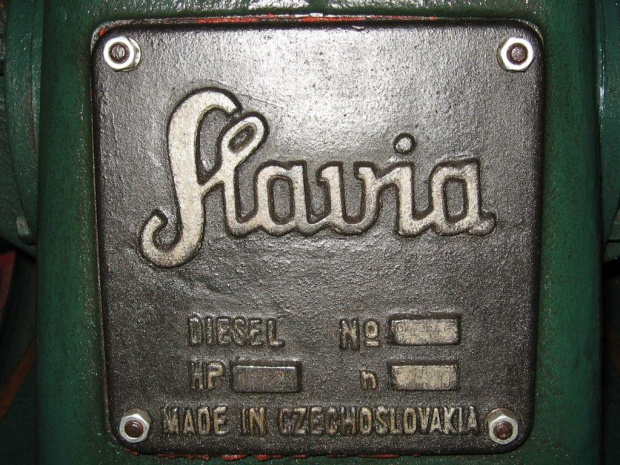 Slavia
DIESEL Nº
HP n
MADE IN CZECHOSLOVAKIA